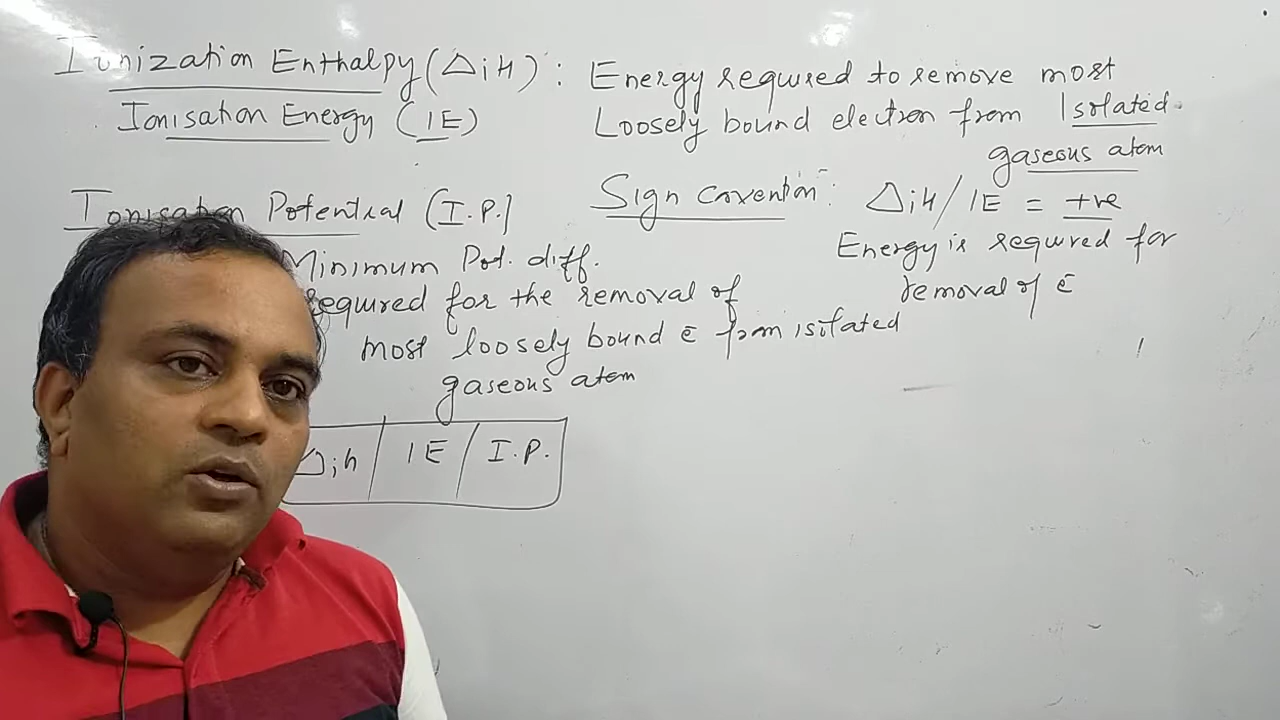 Ionization Enthalpy (ΔiH) : Energy required to remove most
Ionisation Energy (IE) Loosely bound electron from Isolated
gaseous atom
Ionisation Potential (I.P.) Sign Convention : ΔiH / IE = +ve
Minimum Pot. diff. Energy is required for
required for the removal of removal of ē
most loosely bound ē from isolated
gaseous atom
Δih / IE / I.P.